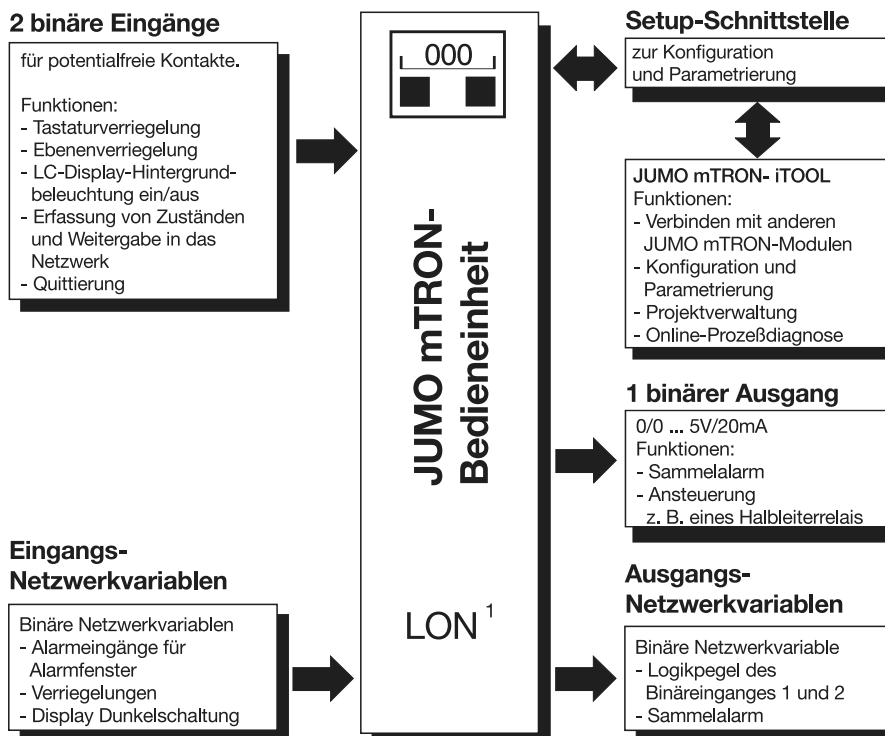 2 binäre Eingänge
für potentialfreie Kontakte.
Funktionen:
- Tastaturverriegelung
- Ebenenverriegelung
- LC-Display-Hintergrund-
beleuchtung ein/aus
- Erfassung von Zuständen
und Weitergabe in das
Netzwerk
- Quittierung
Eingangs-
Netzwerkvariablen
Binäre Netzwerkvariablen
- Alarmeingänge für
Alarmfenster
- Verriegelungen
- Display Dunkelschaltung
000
JUMO mTRON-
Bedieneinheit
LON 1
Setup-Schnittstelle
zur Konfiguration
und Parametrierung
JUMO mTRON- iTOOL
Funktionen:
- Verbinden mit anderen
JUMO mTRON-Modulen
- Konfiguration und
Parametrierung
- Projektverwaltung
- Online-Prozeßdiagnose
1 binärer Ausgang
0/0 ... 5V/20mA
Funktionen:
- Sammelalarm
- Ansteuerung
z. B. eines Halbleiterrelais
Ausgangs-
Netzwerkvariablen
Binäre Netzwerkvariable
- Logikpegel des
Binäreinganges 1 und 2
- Sammelalarm